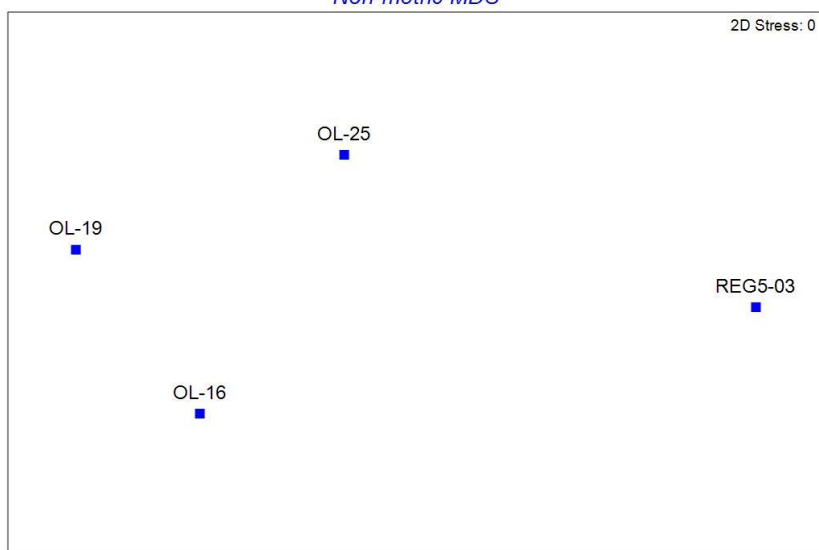 Non-metric MDS
2D Stress: 0
OL-25
OL-19
REG5-03
OL-16